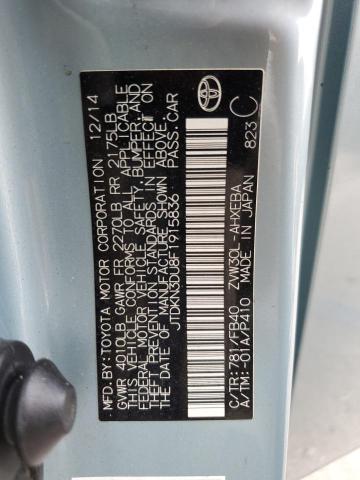 MFD.BY:TOYOTA MOTOR CORPORATION 12/14
GVWR 4010LB GAWR FR 2270LB RR 2175LB
THIS VEHICLE CONFORMS TO ALL APPLICABLE
FEDERAL MOTOR VEHICLE SAFETY, BUMPER, AND
THEFT PREVENTION STANDARDS IN EFFECT ON
THE DATE OF MANUFACTURE SHOWN ABOVE.
JTDKN3DU8F1915836 PASS.CAR
C/TR:781/FB40 ZVW30L-AHXEBA 823 C
A/TM:-01A/P410 MADE IN JAPAN